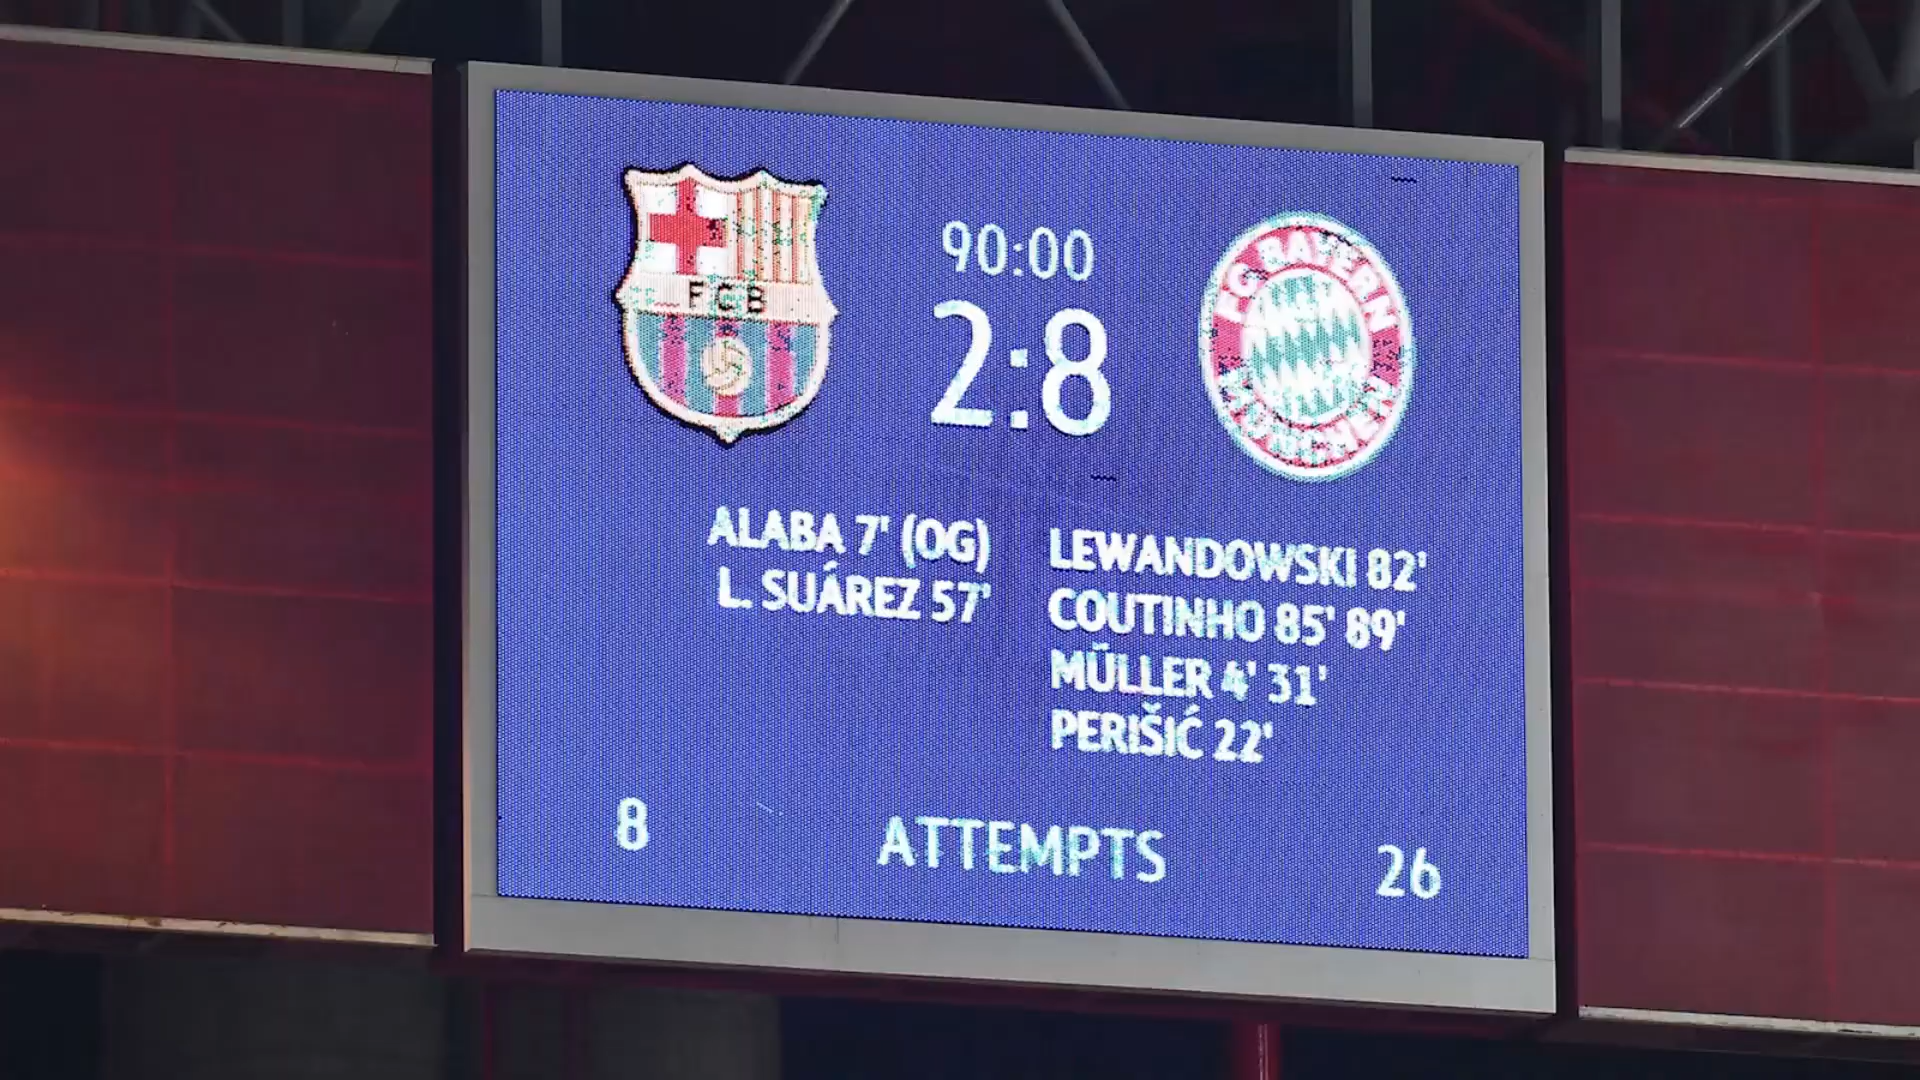 90:00
FCB
2:8
FC BAYERN
MÜNCHEN
ALABA 7' (OG)
L. SUÁREZ 57'
LEWANDOWSKI 82'
COUTINHO 85' 89'
MÜLLER 4' 31'
PERIŠIĆ 22'
8 ATTEMPTS 26